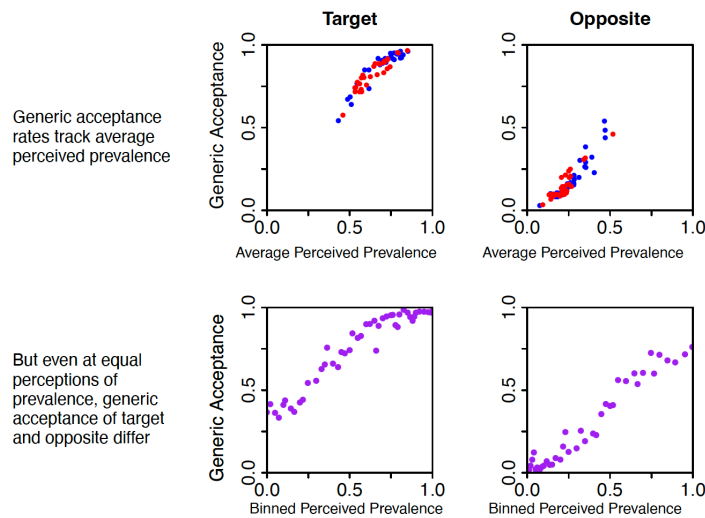 Target
Opposite
Generic acceptance
rates track average
perceived prevalence
Generic Acceptance
1.0
0.5
0.0
0.0
0.5
1.0
Average Perceived Prevalence
1.0
0.5
0.0
0.0
0.5
1.0
Average Perceived Prevalence
But even at equal
perceptions of
prevalence, generic
acceptance of target
and opposite differ
Generic Acceptance
1.0
0.5
0.0
0.0
0.5
1.0
Binned Perceived Prevalence
1.0
0.5
0.0
0.0
0.5
1.0
Binned Perceived Prevalence